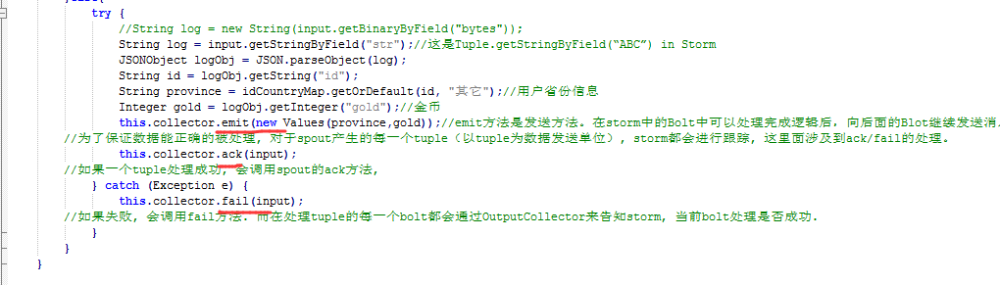 try {
//String log = new String(input.getBinaryByField("bytes"));
String log = input.getStringByField("str");//这是Tuple.getStringByField(“ABC”) in Storm
JSONObject logObj = JSON.parseObject(log);
String id = logObj.getString("id");
String province = idCountryMap.getOrDefault(id, "其它");//用户省份信息
Integer gold = logObj.getInteger("gold");//金币
this.collector.emit(new Values(province,gold));//emit方法是发送方法。在storm中的Bolt中可以处理完成逻辑后，向后面的Blot继续发送消
//为了保证数据能正确的被处理, 对于spout产生的每一个tuple（以tuple为数据发送单位）, storm都会进行跟踪, 这里面涉及到ack/fail的处理。
this.collector.ack(input);
//如果一个tuple处理成功, 会调用spout的ack方法,
} catch (Exception e) {
this.collector.fail(input);
//如果失败, 会调用fail方法. 而在处理tuple的每一个bolt都会通过OutputCollector来告知storm, 当前bolt处理是否成功.
}
}
}